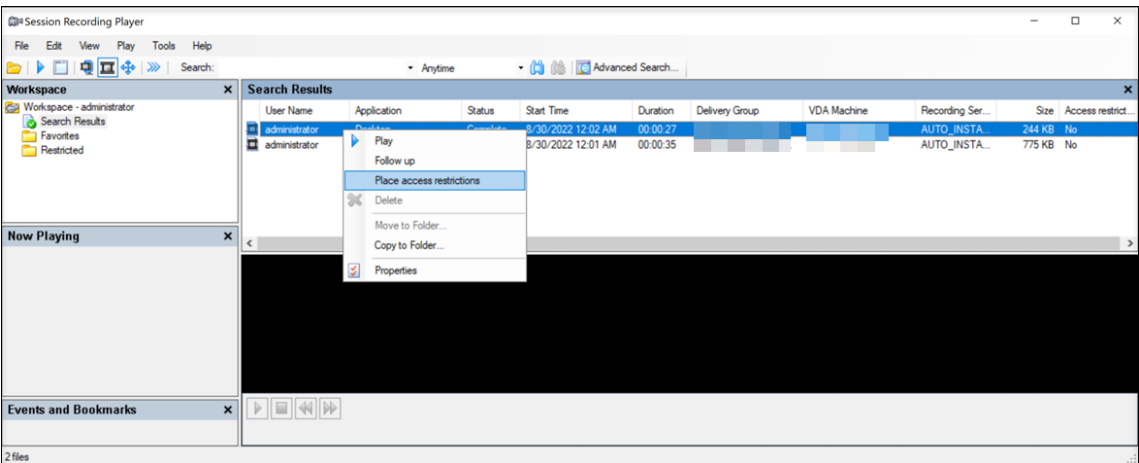 Session Recording Player
File Edit View Play Tools Help
Search: Anytime Advanced Search...
Workspace
Workspace - administrator
Search Results
Favorites
Restricted
Search Results
User Name Application Status Start Time Duration Delivery Group VDA Machine Recording Ser... Size Access restrict...
administrator Desktop Complete 8/30/2022 12:02 AM 00:00:27 AUTO_INSTA... 244 KB No
administrator 8/30/2022 12:01 AM 00:00:35 AUTO_INSTA... 775 KB No
Play
Follow up
Place access restrictions
Delete
Move to Folder...
Copy to Folder...
Properties
Now Playing
Events and Bookmarks
2 files